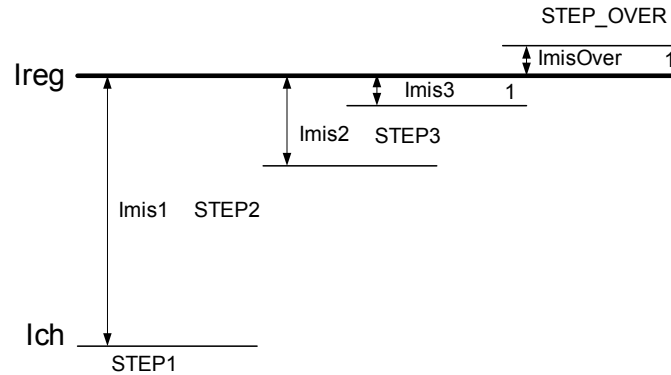 STEP_OVER
ImisOver 1
Ireg
Imis3 1
Imis2 STEP3
Imis1 STEP2
Ich
STEP1